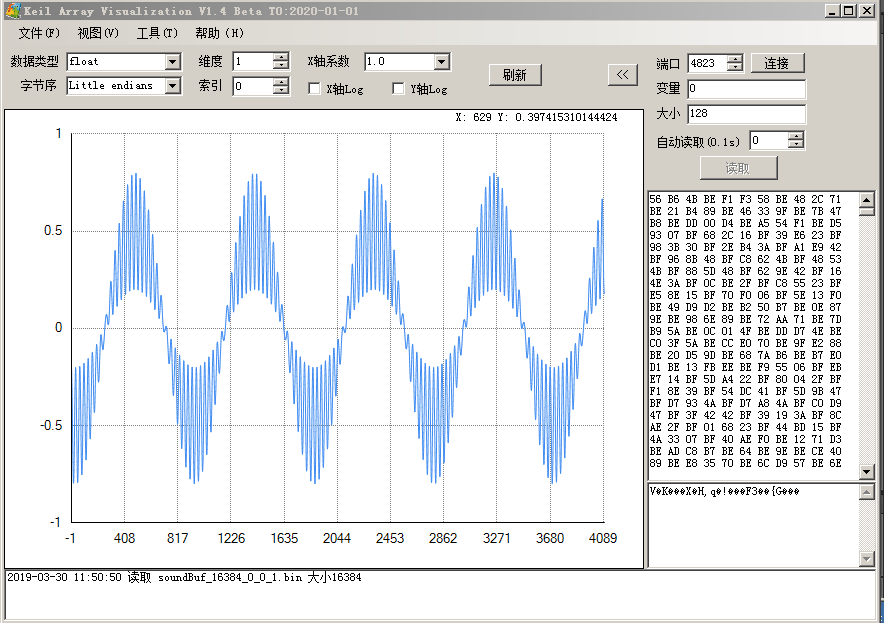 Keil Array Visualization V1.4 Beta TO:2020-01-01
文件(F) 视图(V) 工具(T) 帮助(H)
数据类型 float 维度 1 X轴系数 1.0
字节序 Little endians 索引 0 X轴Log Y轴Log
刷新 <<
端口 4823 连接
变量 0
大小 128
自动读取(0.1s) 0
读取
X: 629 Y: 0.397415310144424
1
0.5
0
-0.5
-1
-1 408 817 1226 1635 2044 2453 2862 3271 3680 4089
56 B6 4B BE F1 F3 58 BE 48 2C 71
BE 21 B4 89 BE 46 33 9F BE 7B 47
B8 BE DD 00 D4 BE A5 54 F1 BE D5
93 07 BF 68 2C 16 BF 39 E6 23 BF
98 3B 30 BF 2E B4 3A BF A1 E9 42
BF 96 8B 48 BF C8 62 4B BF 48 53
4B BF 88 5D 48 BF 62 9E 42 BF 16
4E 3A BF 0C BE 2F BF C8 55 23 BF
E5 8E 15 BF 70 F0 06 BF 5E 13 F0
BE 49 D9 D2 BE B2 50 B7 BE 0E 87
9E BE 98 6E 89 BE 72 AA 71 BE 7D
B9 5A BE 0C 01 4F BE DD D7 4E BE
C0 3F 5A BE CC E0 70 BE 9F E2 88
BE 20 D5 9D BE 68 7A B6 BE B7 E0
D1 BE 13 FB EE BE F9 55 06 BF EB
E7 14 BF 5D A4 22 BF 80 04 2F BF
F1 8E 39 BF 54 DC 41 BF 5D 9B 47
BF D7 93 4A BF D7 A8 4A BF C0 D9
47 BF 3F 42 42 BF 39 19 3A BF 8C
AE 2F BF 01 68 23 BF 44 BD 15 BF
4A 33 07 BF 40 AE F0 BE 12 71 D3
BE AD C8 B7 BE 64 BE 9E BE CE 40
89 BE E8 35 70 BE 6C D9 57 BE 6E
V�K���X�H,q�!���F3��{G���
2019-03-30 11:50:50 读取 soundBuf_16384_0_0_1.bin 大小16384